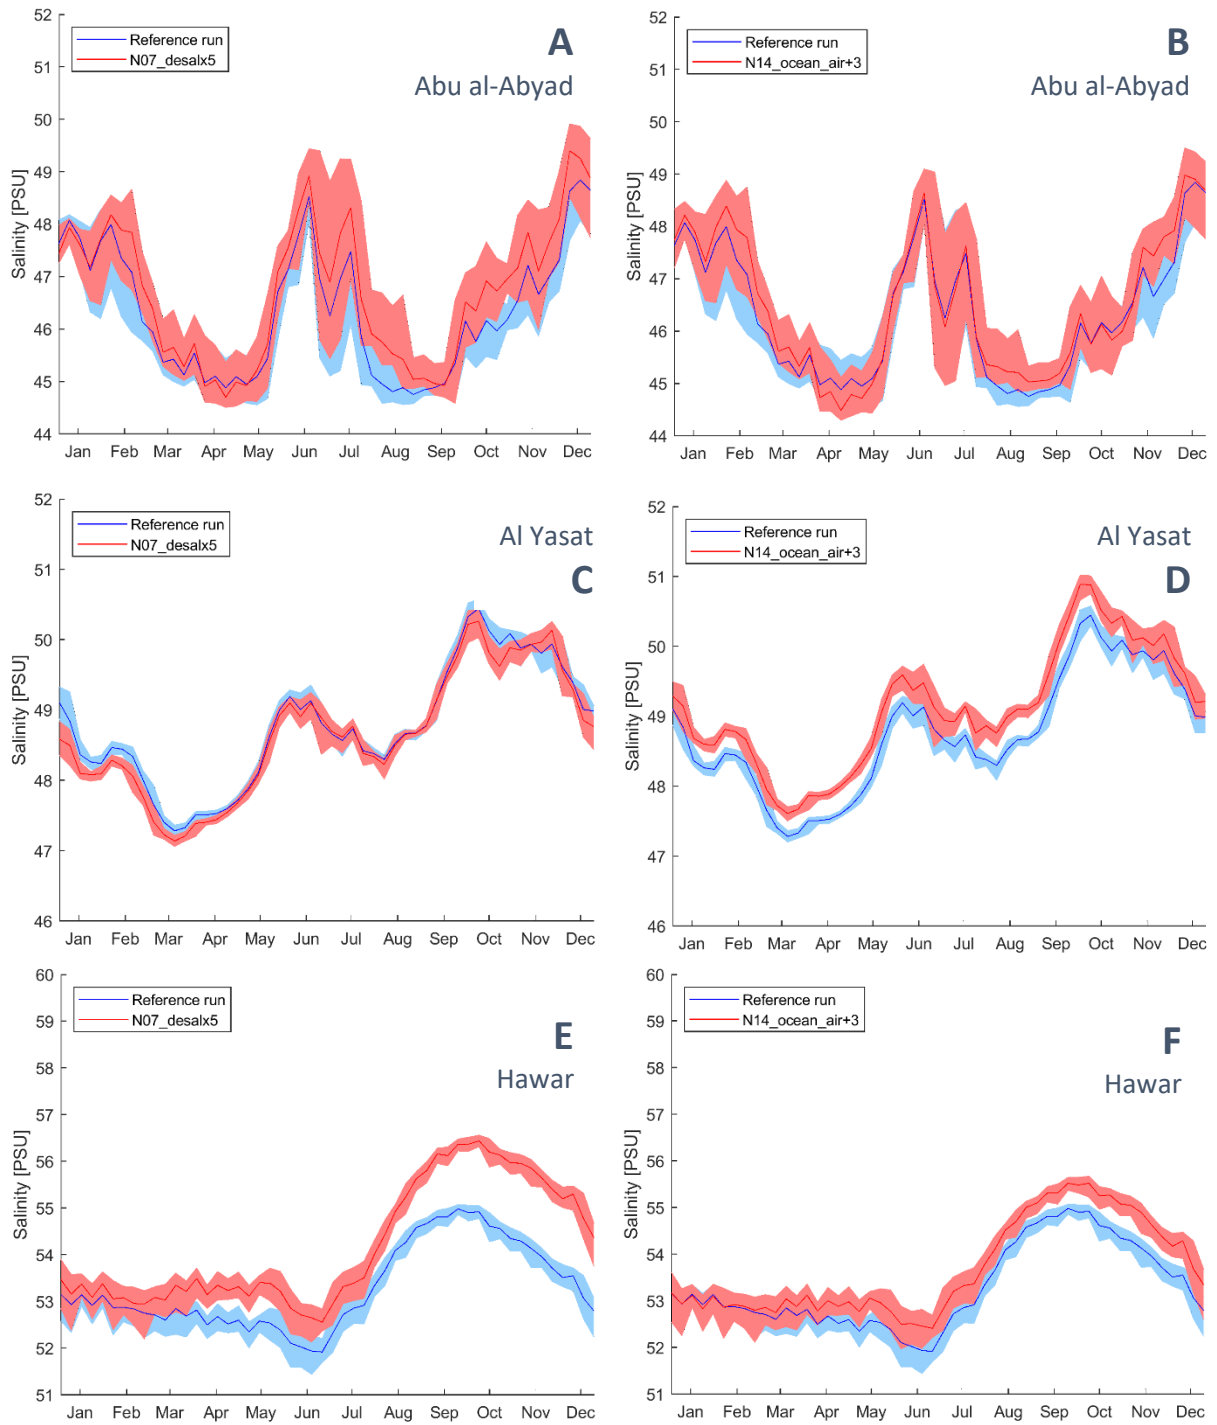 52
51
50
49
48
47
46
45
44
Salinity [PSU]
Reference run
N07_desalx5
A
Abu al-Abyad
Jan Feb Mar Apr May Jun Jul Aug Sep Oct Nov Dec
52
51
50
49
48
47
46
45
44
Salinity [PSU]
Reference run
N14_ocean_air+3
B
Abu al-Abyad
Jan Feb Mar Apr May Jun Jul Aug Sep Oct Nov Dec
52
51
50
49
48
47
46
Salinity [PSU]
Reference run
N07_desalx5
Al Yasat
C
Jan Feb Mar Apr May Jun Jul Aug Sep Oct Nov Dec
52
51
50
49
48
47
46
Salinity [PSU]
Reference run
N14_ocean_air+3
Al Yasat
D
Jan Feb Mar Apr May Jun Jul Aug Sep Oct Nov Dec
60
59
58
57
56
55
54
53
52
51
Salinity [PSU]
Reference run
N07_desalx5
E
Hawar
Jan Feb Mar Apr May Jun Jul Aug Sep Oct Nov Dec
60
59
58
57
56
55
54
53
52
51
Salinity [PSU]
Reference run
N14_ocean_air+3
F
Hawar
Jan Feb Mar Apr May Jun Jul Aug Sep Oct Nov Dec